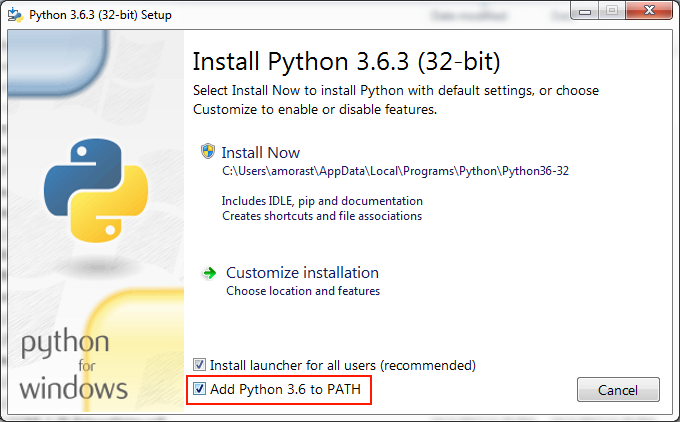 Python 3.6.3 (32-bit) Setup
Install Python 3.6.3 (32-bit)
Select Install Now to install Python with default settings, or choose
Customize to enable or disable features.
Install Now
C:\Users\amorast\AppData\Local\Programs\Python\Python36-32
Includes IDLE, pip and documentation
Creates shortcuts and file associations
Customize installation
Choose location and features
python
for
windows
Install launcher for all users (recommended)
Add Python 3.6 to PATH
Cancel